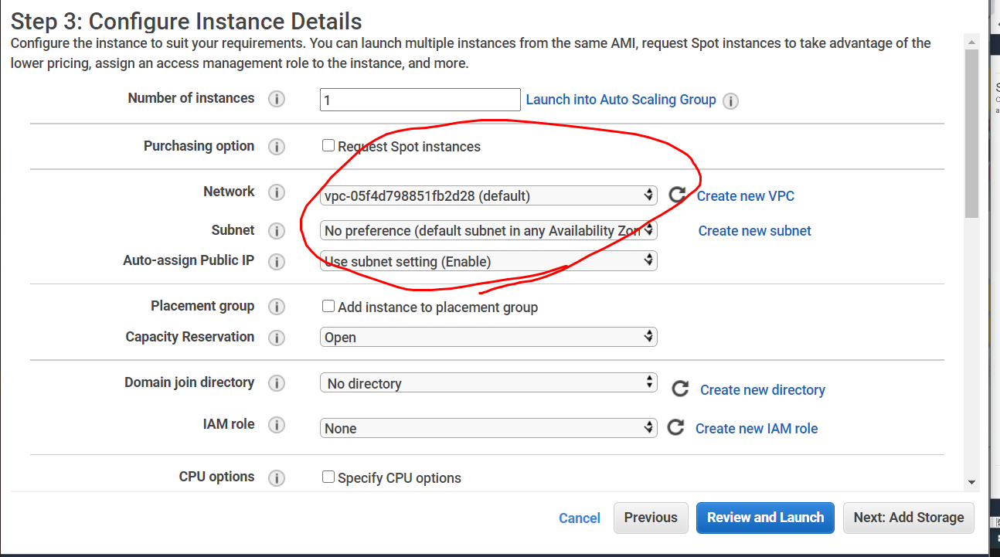 Step 3: Configure Instance Details
Configure the instance to suit your requirements. You can launch multiple instances from the same AMI, request Spot instances to take advantage of the
lower pricing, assign an access management role to the instance, and more.
Number of instances i 1 Launch into Auto Scaling Group i
Purchasing option i Request Spot instances
Network i vpc-05f4d798851fb2d28 (default) Create new VPC
Subnet i No preference (default subnet in any Availability Zon Create new subnet
Auto-assign Public IP i Use subnet setting (Enable)
Placement group i Add instance to placement group
Capacity Reservation i Open
Domain join directory i No directory Create new directory
IAM role i None Create new IAM role
CPU options i Specify CPU options
Cancel Previous Review and Launch Next: Add Storage